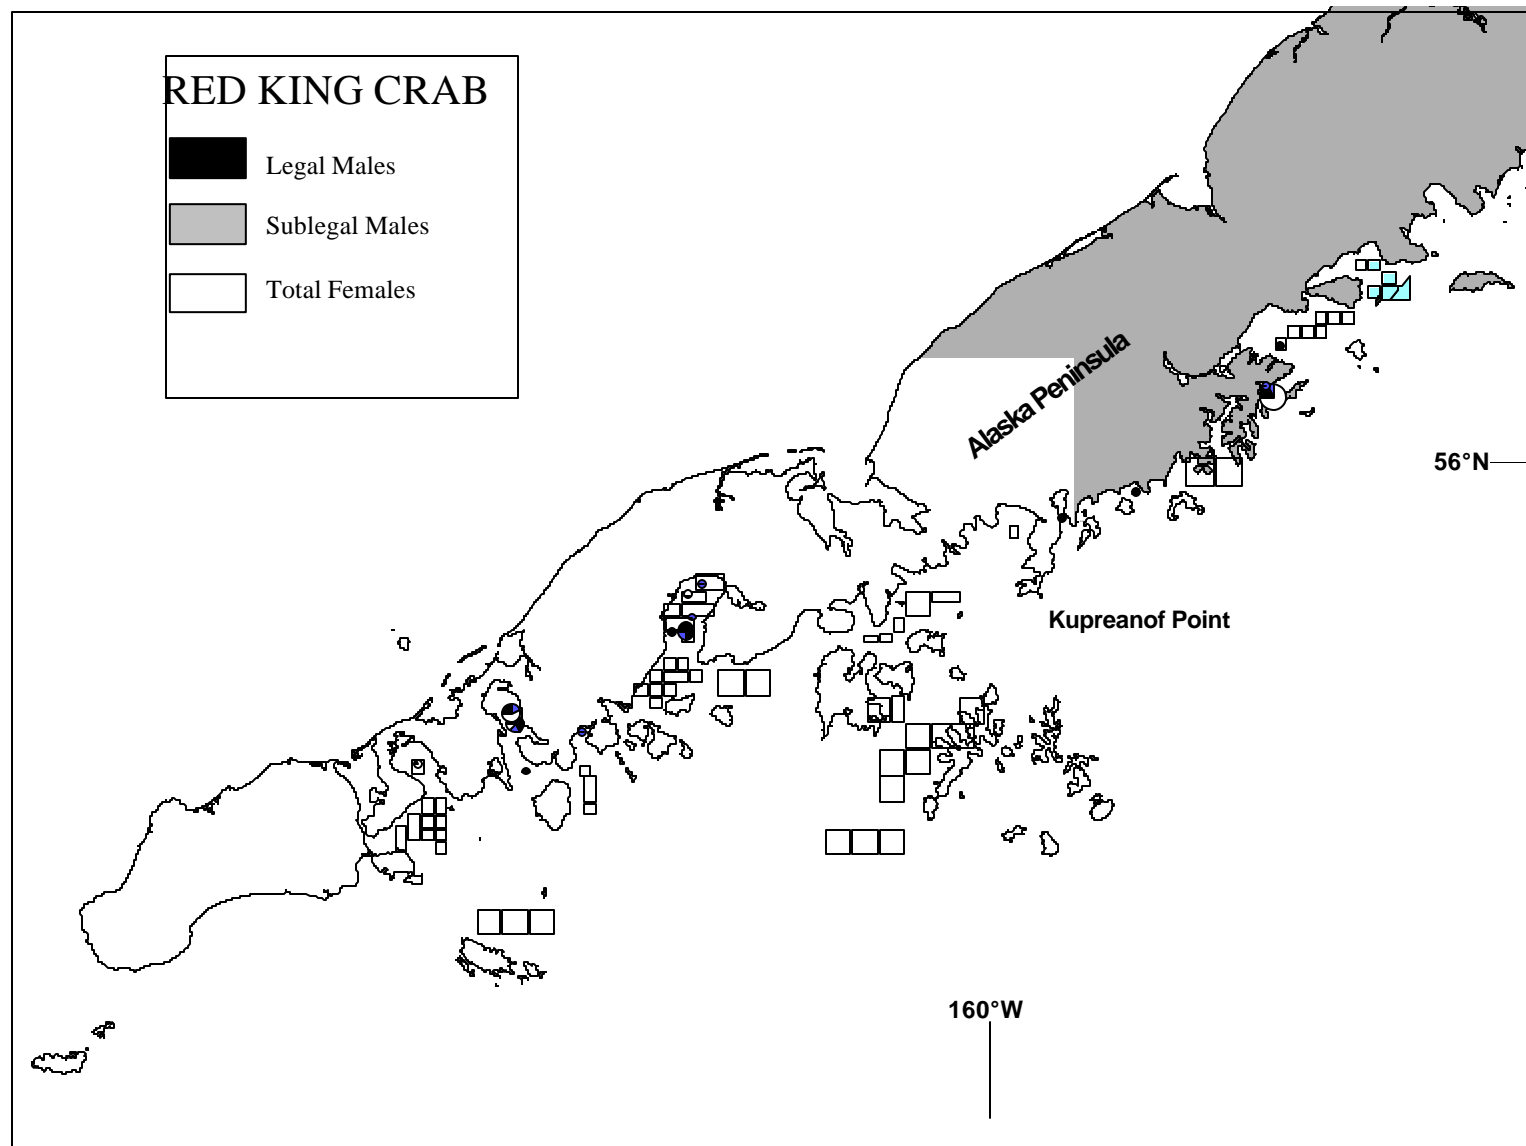 RED KING CRAB
Legal Males
Sublegal Males
Total Females
Alaska Peninsula
56°N
Kupreanof Point
160°W